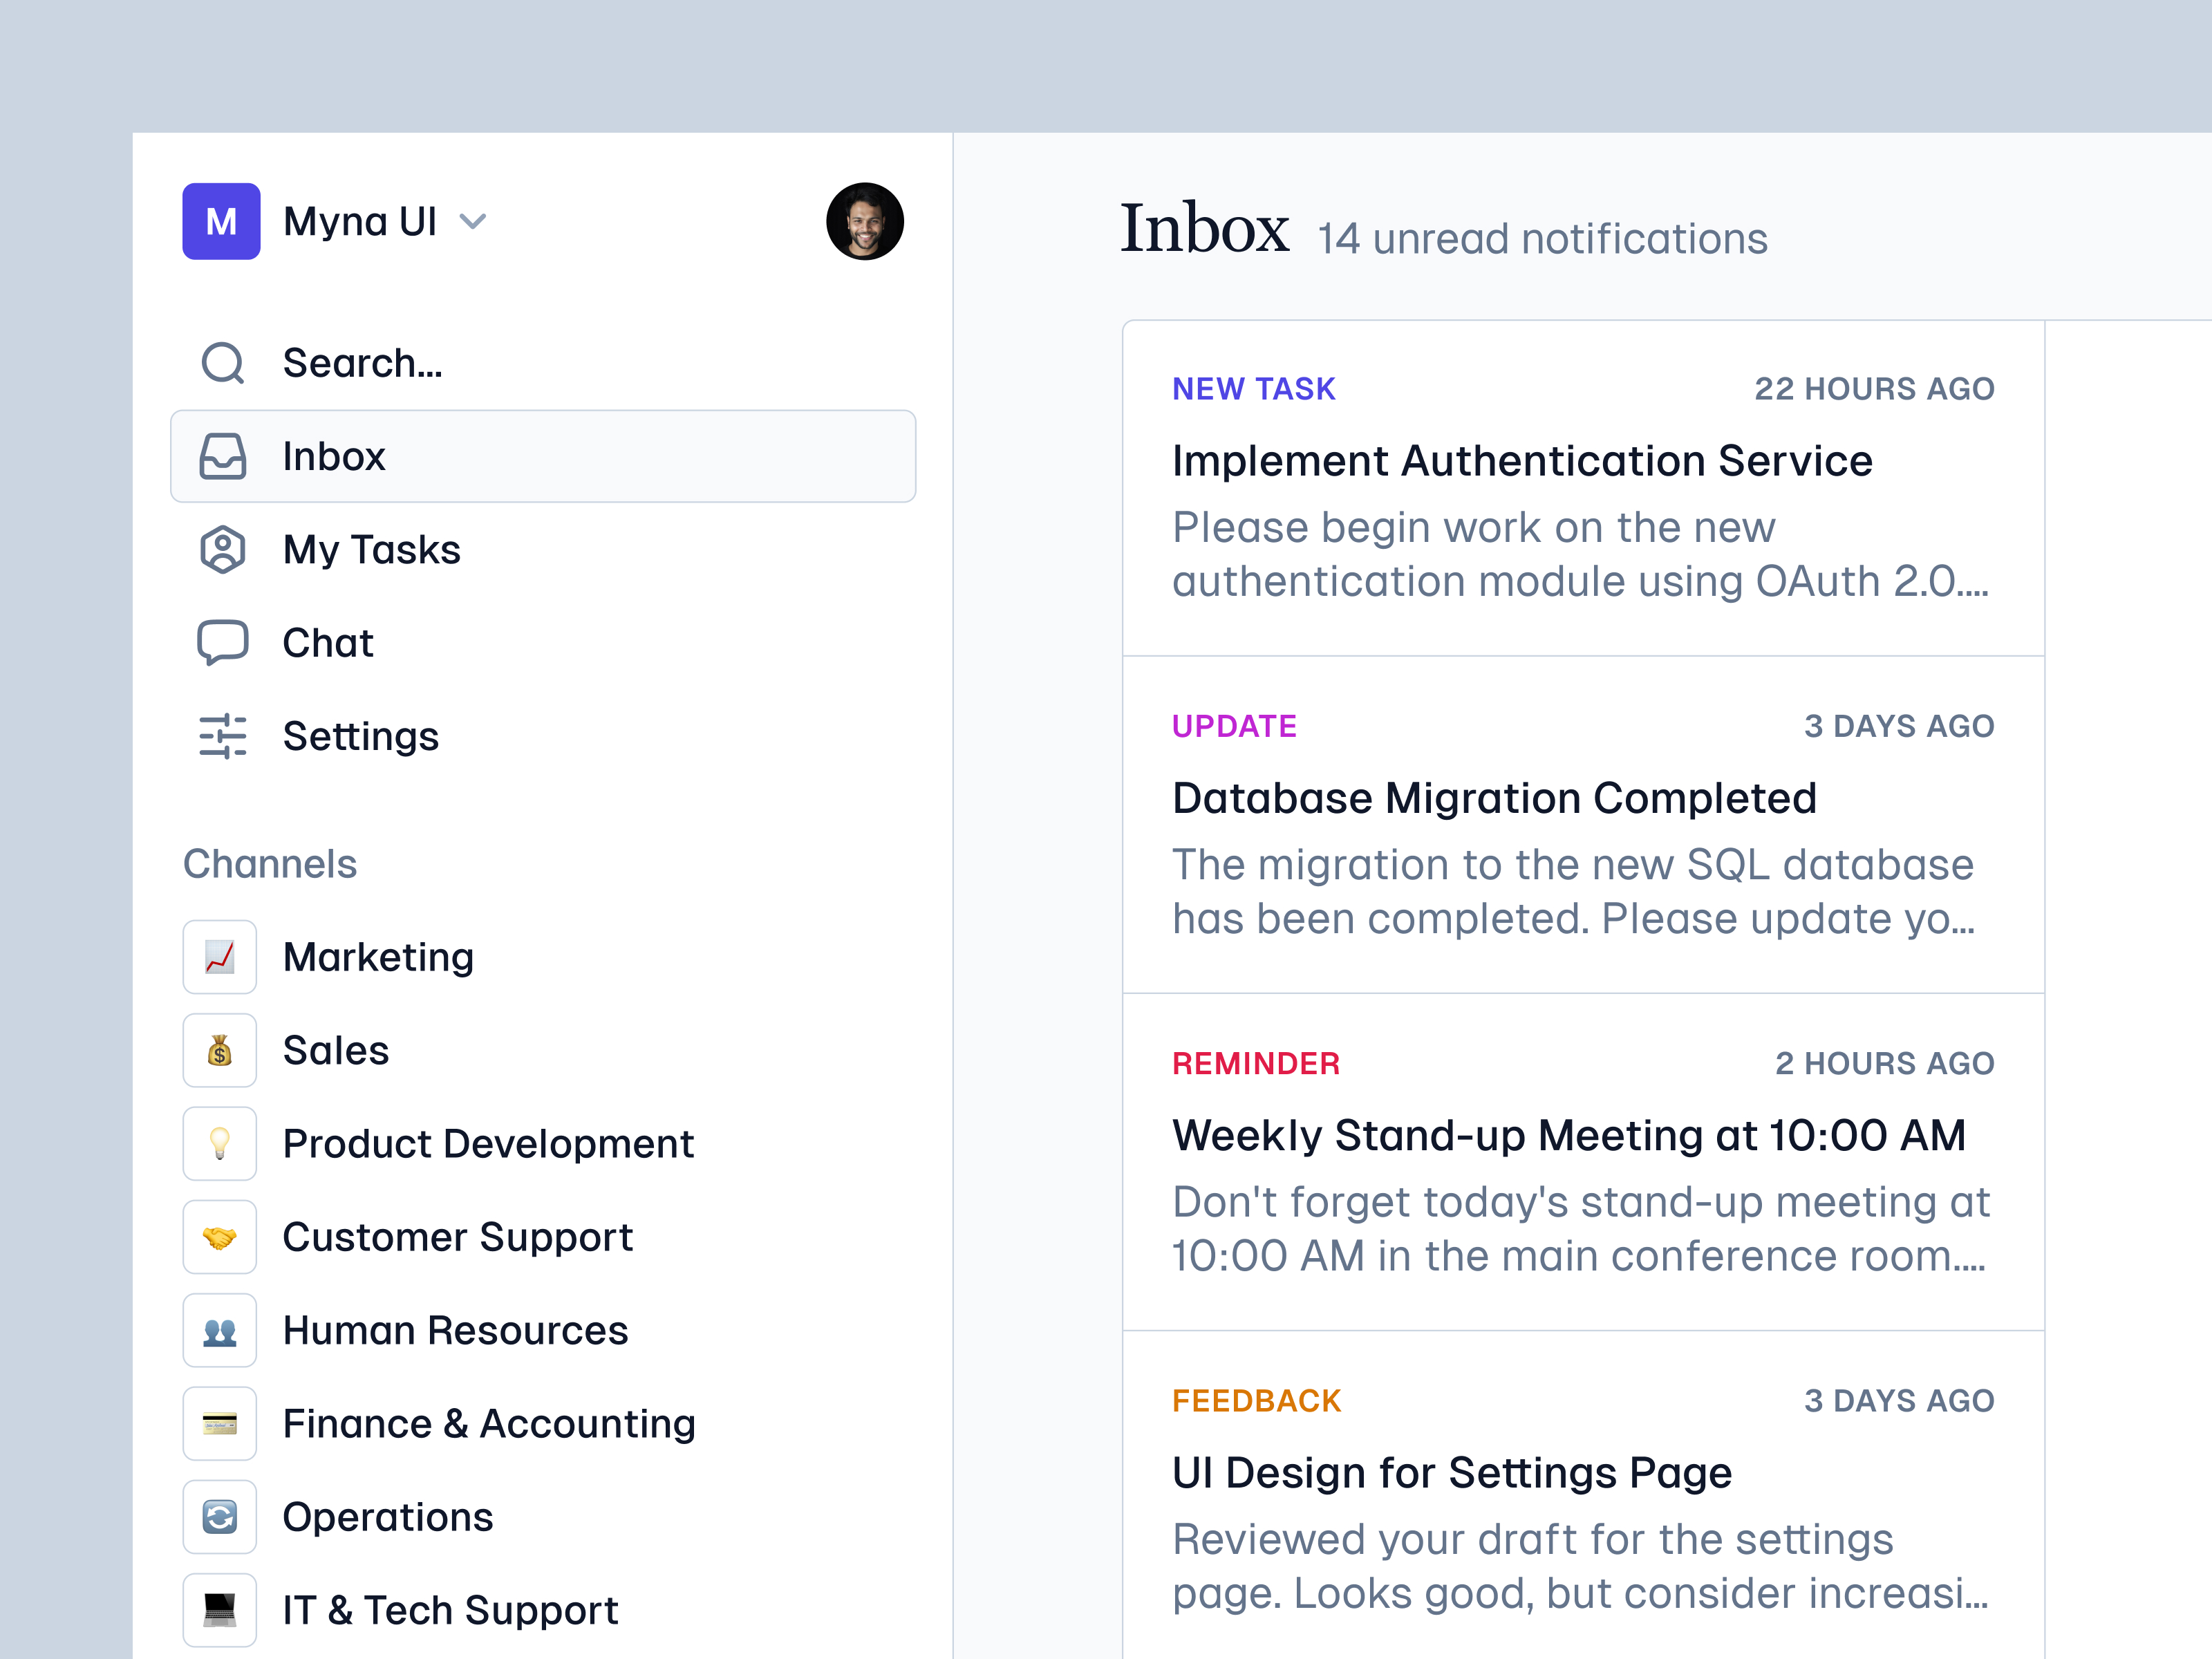 M
Myna UI
Search...
Inbox
My Tasks
Chat
Settings
Channels
Marketing
Sales
Product Development
Customer Support
Human Resources
Finance & Accounting
Operations
IT & Tech Support
Inbox 14 unread notifications
NEW TASK 22 HOURS AGO
Implement Authentication Service
Please begin work on the new
authentication module using OAuth 2.0....
UPDATE 3 DAYS AGO
Database Migration Completed
The migration to the new SQL database
has been completed. Please update yo...
REMINDER 2 HOURS AGO
Weekly Stand-up Meeting at 10:00 AM
Don't forget today's stand-up meeting at
10:00 AM in the main conference room....
FEEDBACK 3 DAYS AGO
UI Design for Settings Page
Reviewed your draft for the settings
page. Looks good, but consider increasi...